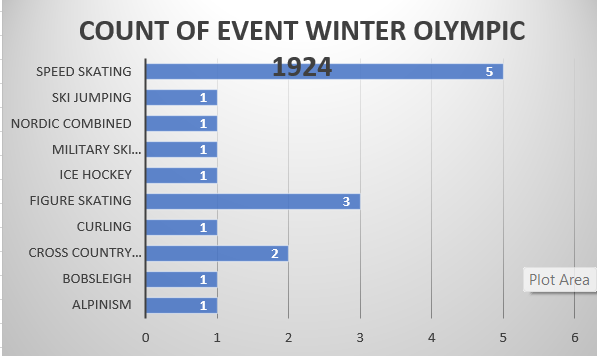 COUNT OF EVENT WINTER OLYMPIC
1924
SPEED SKATING 5
SKI JUMPING 1
NORDIC COMBINED 1
MILITARY SKI... 1
ICE HOCKEY 1
FIGURE SKATING 3
CURLING 1
CROSS COUNTRY... 2
BOBSLEIGH 1
Plot Area
ALPINISM 1
0 1 2 3 4 5 6